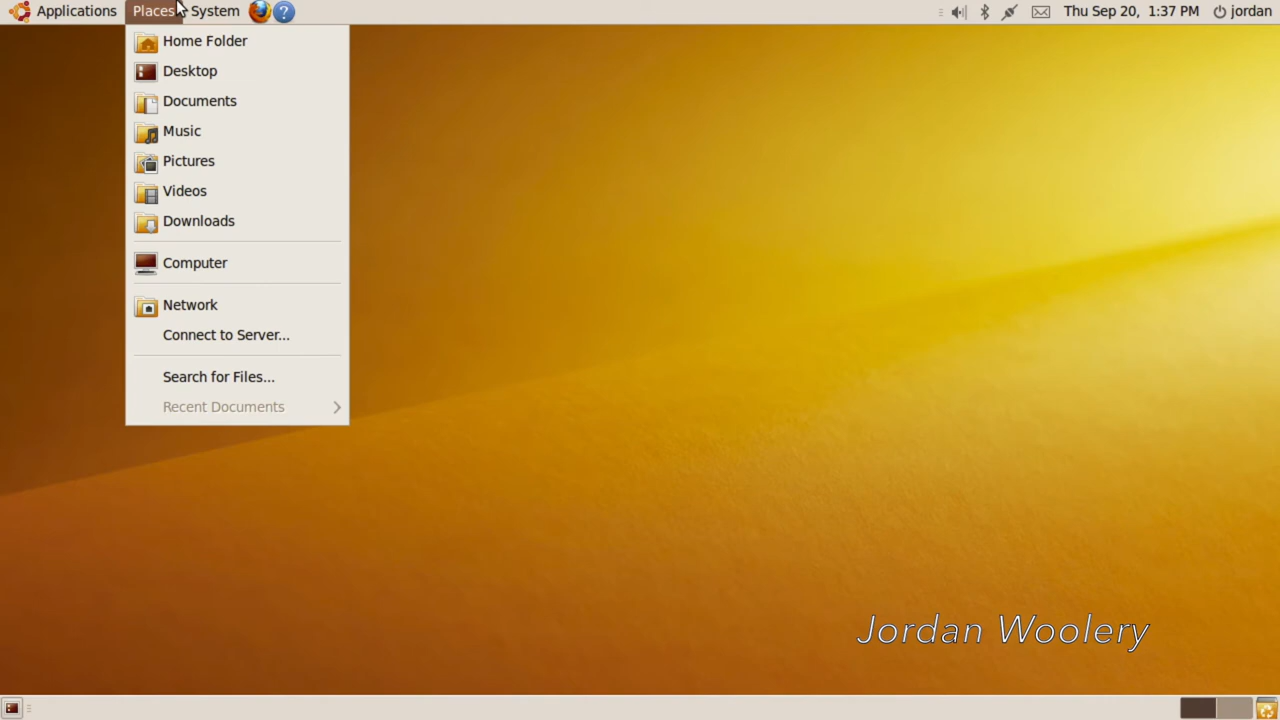 Applications Places System ? Thu Sep 20, 1:37 PM jordan
Home Folder
Desktop
Documents
Music
Pictures
Videos
Downloads
Computer
Network
Connect to Server...
Search for Files...
Recent Documents
Jordan Woolery